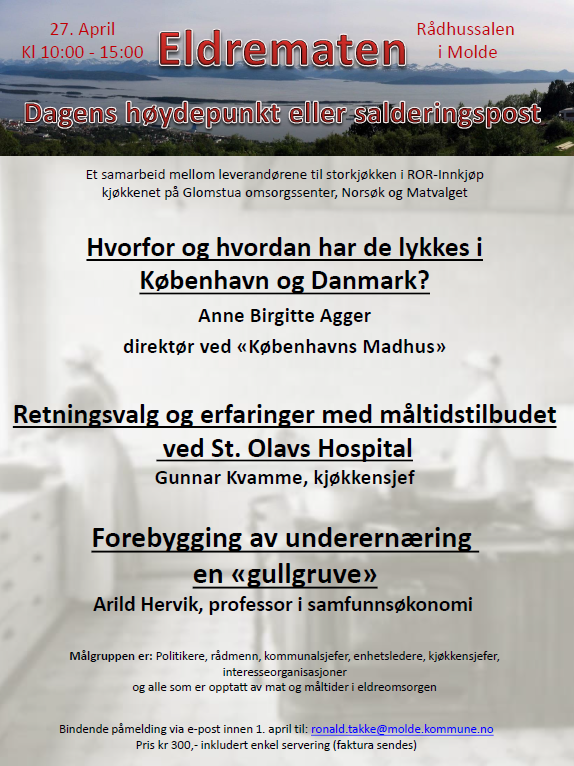 27. April
Kl 10:00 - 15:00
Eldrematen
Rådhussalen
i Molde
Dagens høydepunkt eller salderingspost
Et samarbeid mellom leverandørene til storkjøkken i ROR-Innkjøp
kjøkkenet på Glomstua omsorgssenter, Norsøk og Matvalget
Hvorfor og hvordan har de lykkes i
København og Danmark?
Anne Birgitte Agger
direktør ved «Københavns Madhus»
Retningsvalg og erfaringer med måltidstilbudet
ved St. Olavs Hospital
Gunnar Kvamme, kjøkkensjef
Forebygging av underernæring
en «gullgruve»
Arild Hervik, professor i samfunnsøkonomi
Målgruppen er: Politikere, rådmenn, kommunalsjefer, enhetsledere, kjøkkensjefer,
interesseorganisasjoner
og alle som er opptatt av mat og måltider i eldreomsorgen
Bindende påmelding via e-post innen 1. april til: ronald.takke@molde.kommune.no
Pris kr 300,- inkludert enkel servering (faktura sendes)